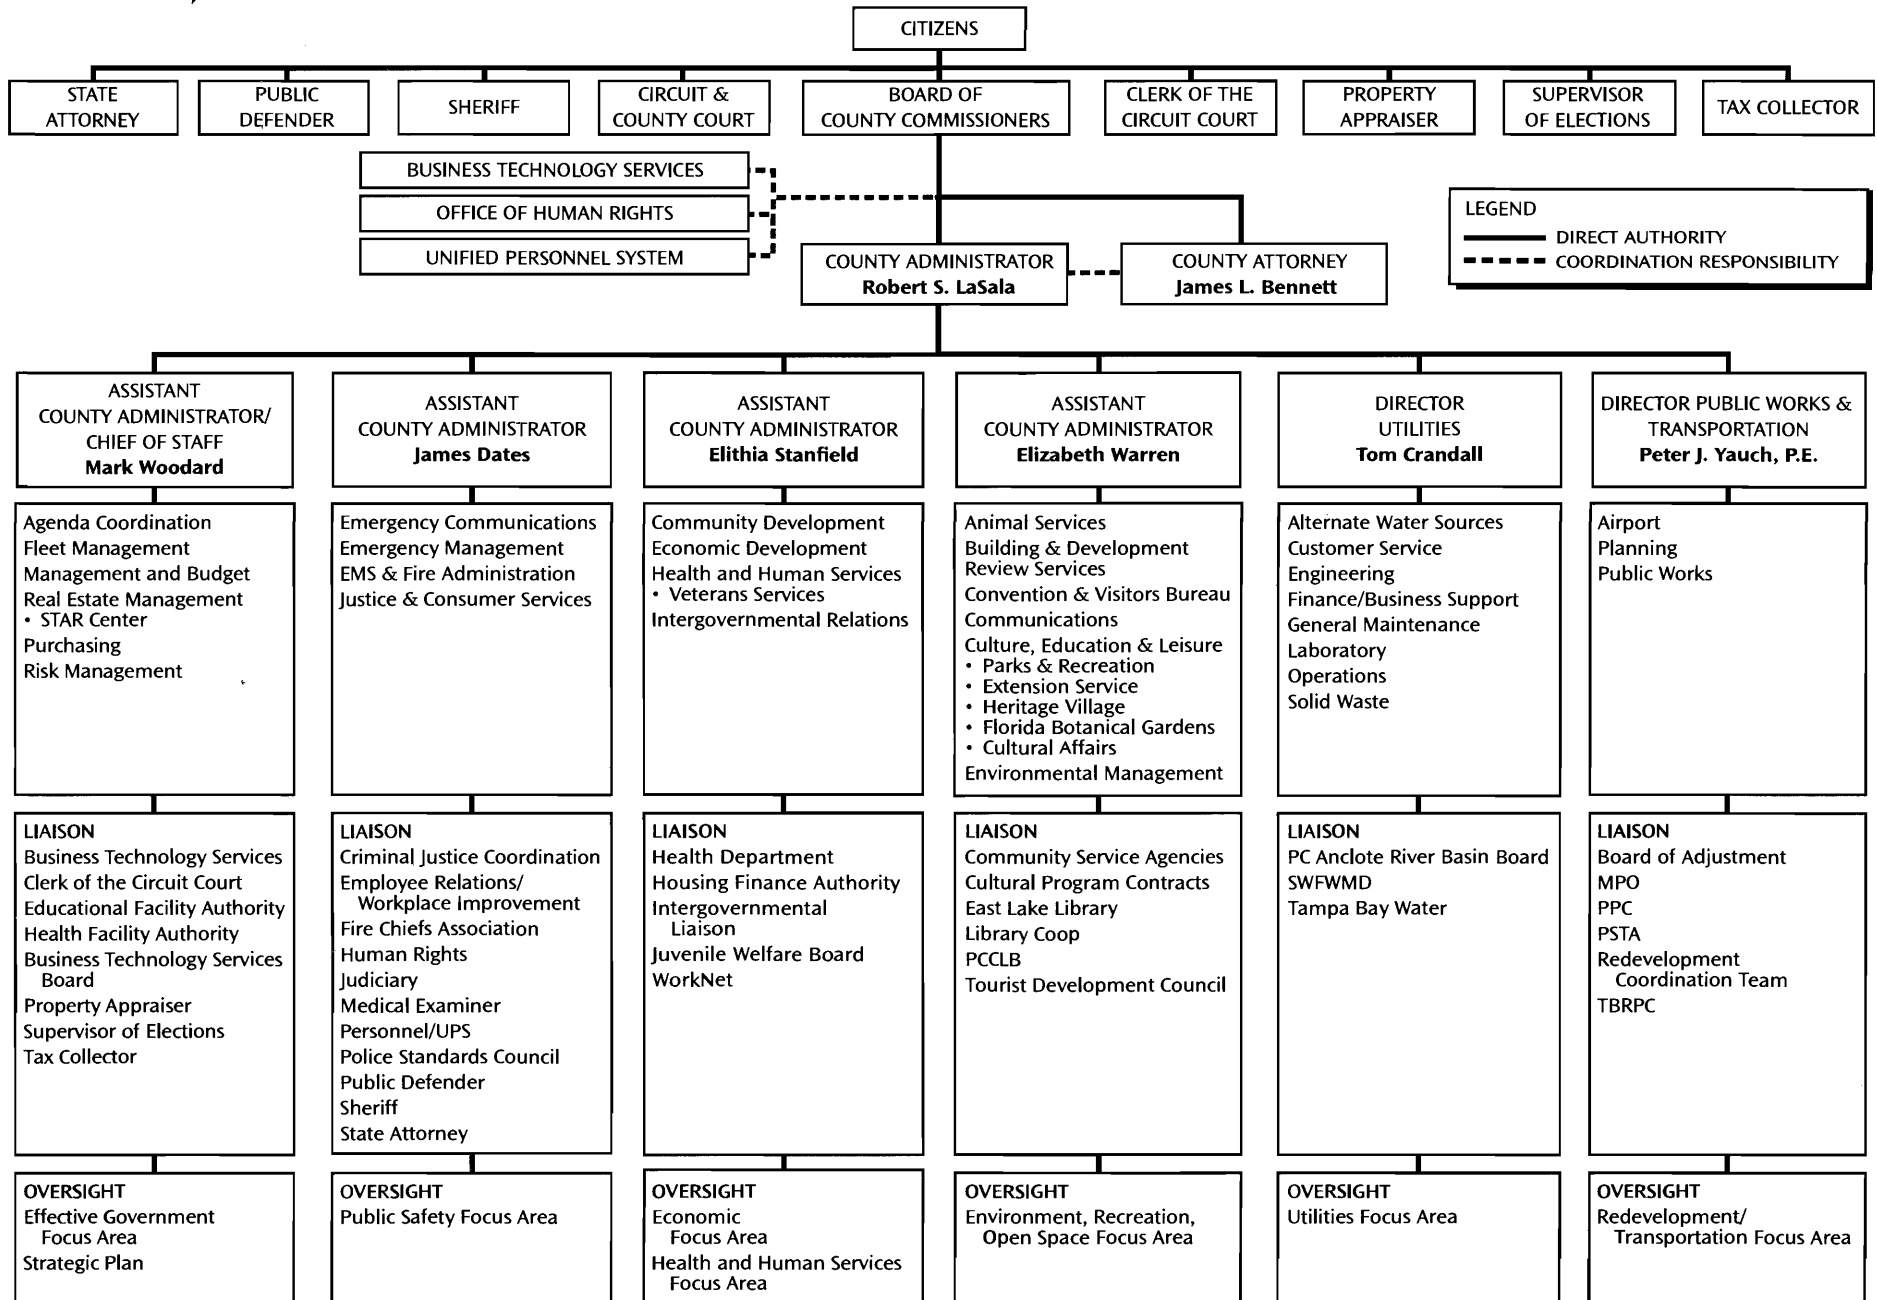 CITIZENS
STATE
ATTORNEY
PUBLIC
DEFENDER
SHERIFF
CIRCUIT &
COUNTY COURT
BOARD OF
COUNTY COMMISSIONERS
CLERK OF THE
CIRCUIT COURT
PROPERTY
APPRAISER
SUPERVISOR
OF ELECTIONS
TAX COLLECTOR
BUSINESS TECHNOLOGY SERVICES
OFFICE OF HUMAN RIGHTS
UNIFIED PERSONNEL SYSTEM
LEGEND
DIRECT AUTHORITY
COORDINATION RESPONSIBILITY
COUNTY ADMINISTRATOR
Robert S. LaSala
COUNTY ATTORNEY
James L. Bennett
ASSISTANT
COUNTY ADMINISTRATOR/
CHIEF OF STAFF
Mark Woodard
Agenda Coordination
Fleet Management
Management and Budget
Real Estate Management
• STAR Center
Purchasing
Risk Management
LIAISON
Business Technology Services
Clerk of the Circuit Court
Educational Facility Authority
Health Facility Authority
Business Technology Services
Board
Property Appraiser
Supervisor of Elections
Tax Collector
OVERSIGHT
Effective Government
Focus Area
Strategic Plan
ASSISTANT
COUNTY ADMINISTRATOR
James Dates
Emergency Communications
Emergency Management
EMS & Fire Administration
Justice & Consumer Services
LIAISON
Criminal Justice Coordination
Employee Relations/
Workplace Improvement
Fire Chiefs Association
Human Rights
Judiciary
Medical Examiner
Personnel/UPS
Police Standards Council
Public Defender
Sheriff
State Attorney
OVERSIGHT
Public Safety Focus Area
ASSISTANT
COUNTY ADMINISTRATOR
Elithia Stanfield
Community Development
Economic Development
Health and Human Services
• Veterans Services
Intergovernmental Relations
LIAISON
Health Department
Housing Finance Authority
Intergovernmental
Liaison
Juvenile Welfare Board
WorkNet
OVERSIGHT
Economic
Focus Area
Health and Human Services
Focus Area
ASSISTANT
COUNTY ADMINISTRATOR
Elizabeth Warren
Animal Services
Building & Development
Review Services
Convention & Visitors Bureau
Communications
Culture, Education & Leisure
• Parks & Recreation
• Extension Service
• Heritage Village
• Florida Botanical Gardens
• Cultural Affairs
Environmental Management
LIAISON
Community Service Agencies
Cultural Program Contracts
East Lake Library
Library Coop
PCCLB
Tourist Development Council
OVERSIGHT
Environment, Recreation,
Open Space Focus Area
DIRECTOR
UTILITIES
Tom Crandall
Alternate Water Sources
Customer Service
Engineering
Finance/Business Support
General Maintenance
Laboratory
Operations
Solid Waste
LIAISON
PC Anclote River Basin Board
SWFWMD
Tampa Bay Water
OVERSIGHT
Utilities Focus Area
DIRECTOR PUBLIC WORKS &
TRANSPORTATION
Peter J. Yauch, P.E.
Airport
Planning
Public Works
LIAISON
Board of Adjustment
MPO
PPC
PSTA
Redevelopment
Coordination Team
TBRPC
OVERSIGHT
Redevelopment/
Transportation Focus Area